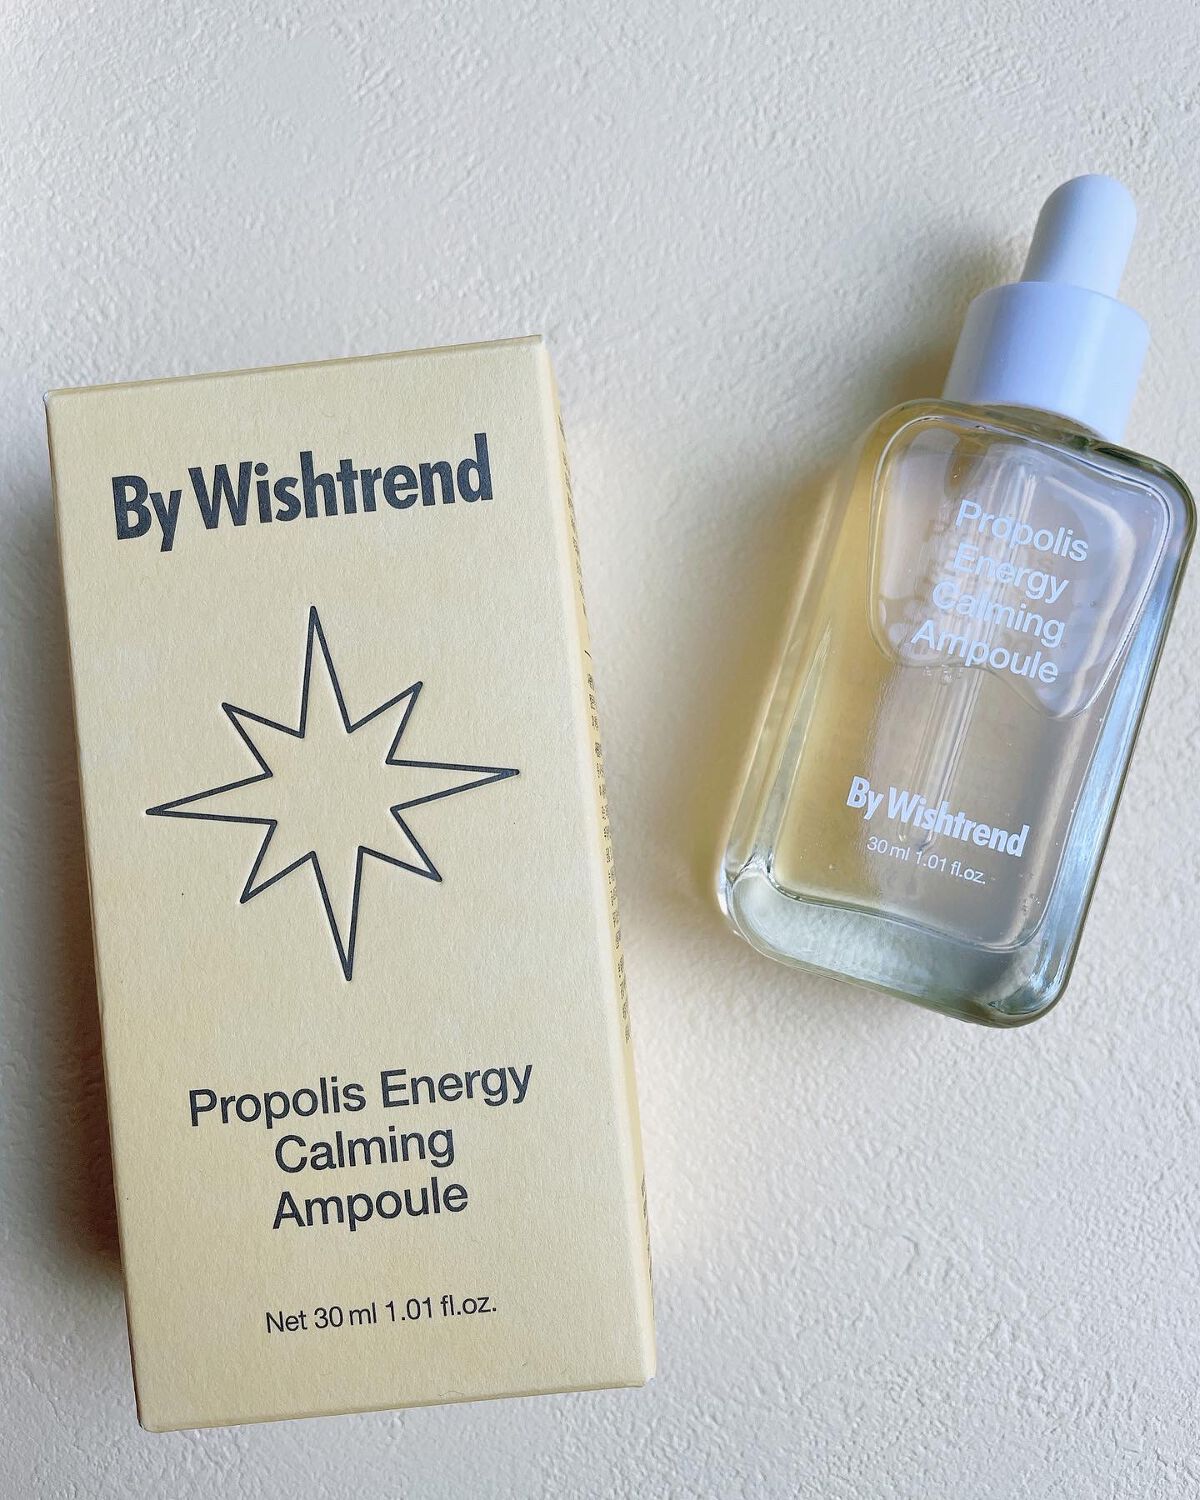 By Wishtrend
Propolis Energy
Calming
Ampoule
Net 30 ml 1.01 fl.oz.
Propolis
Energy
Calming
Ampoule
By Wishtrend
30 ml 1.01 fl.oz.